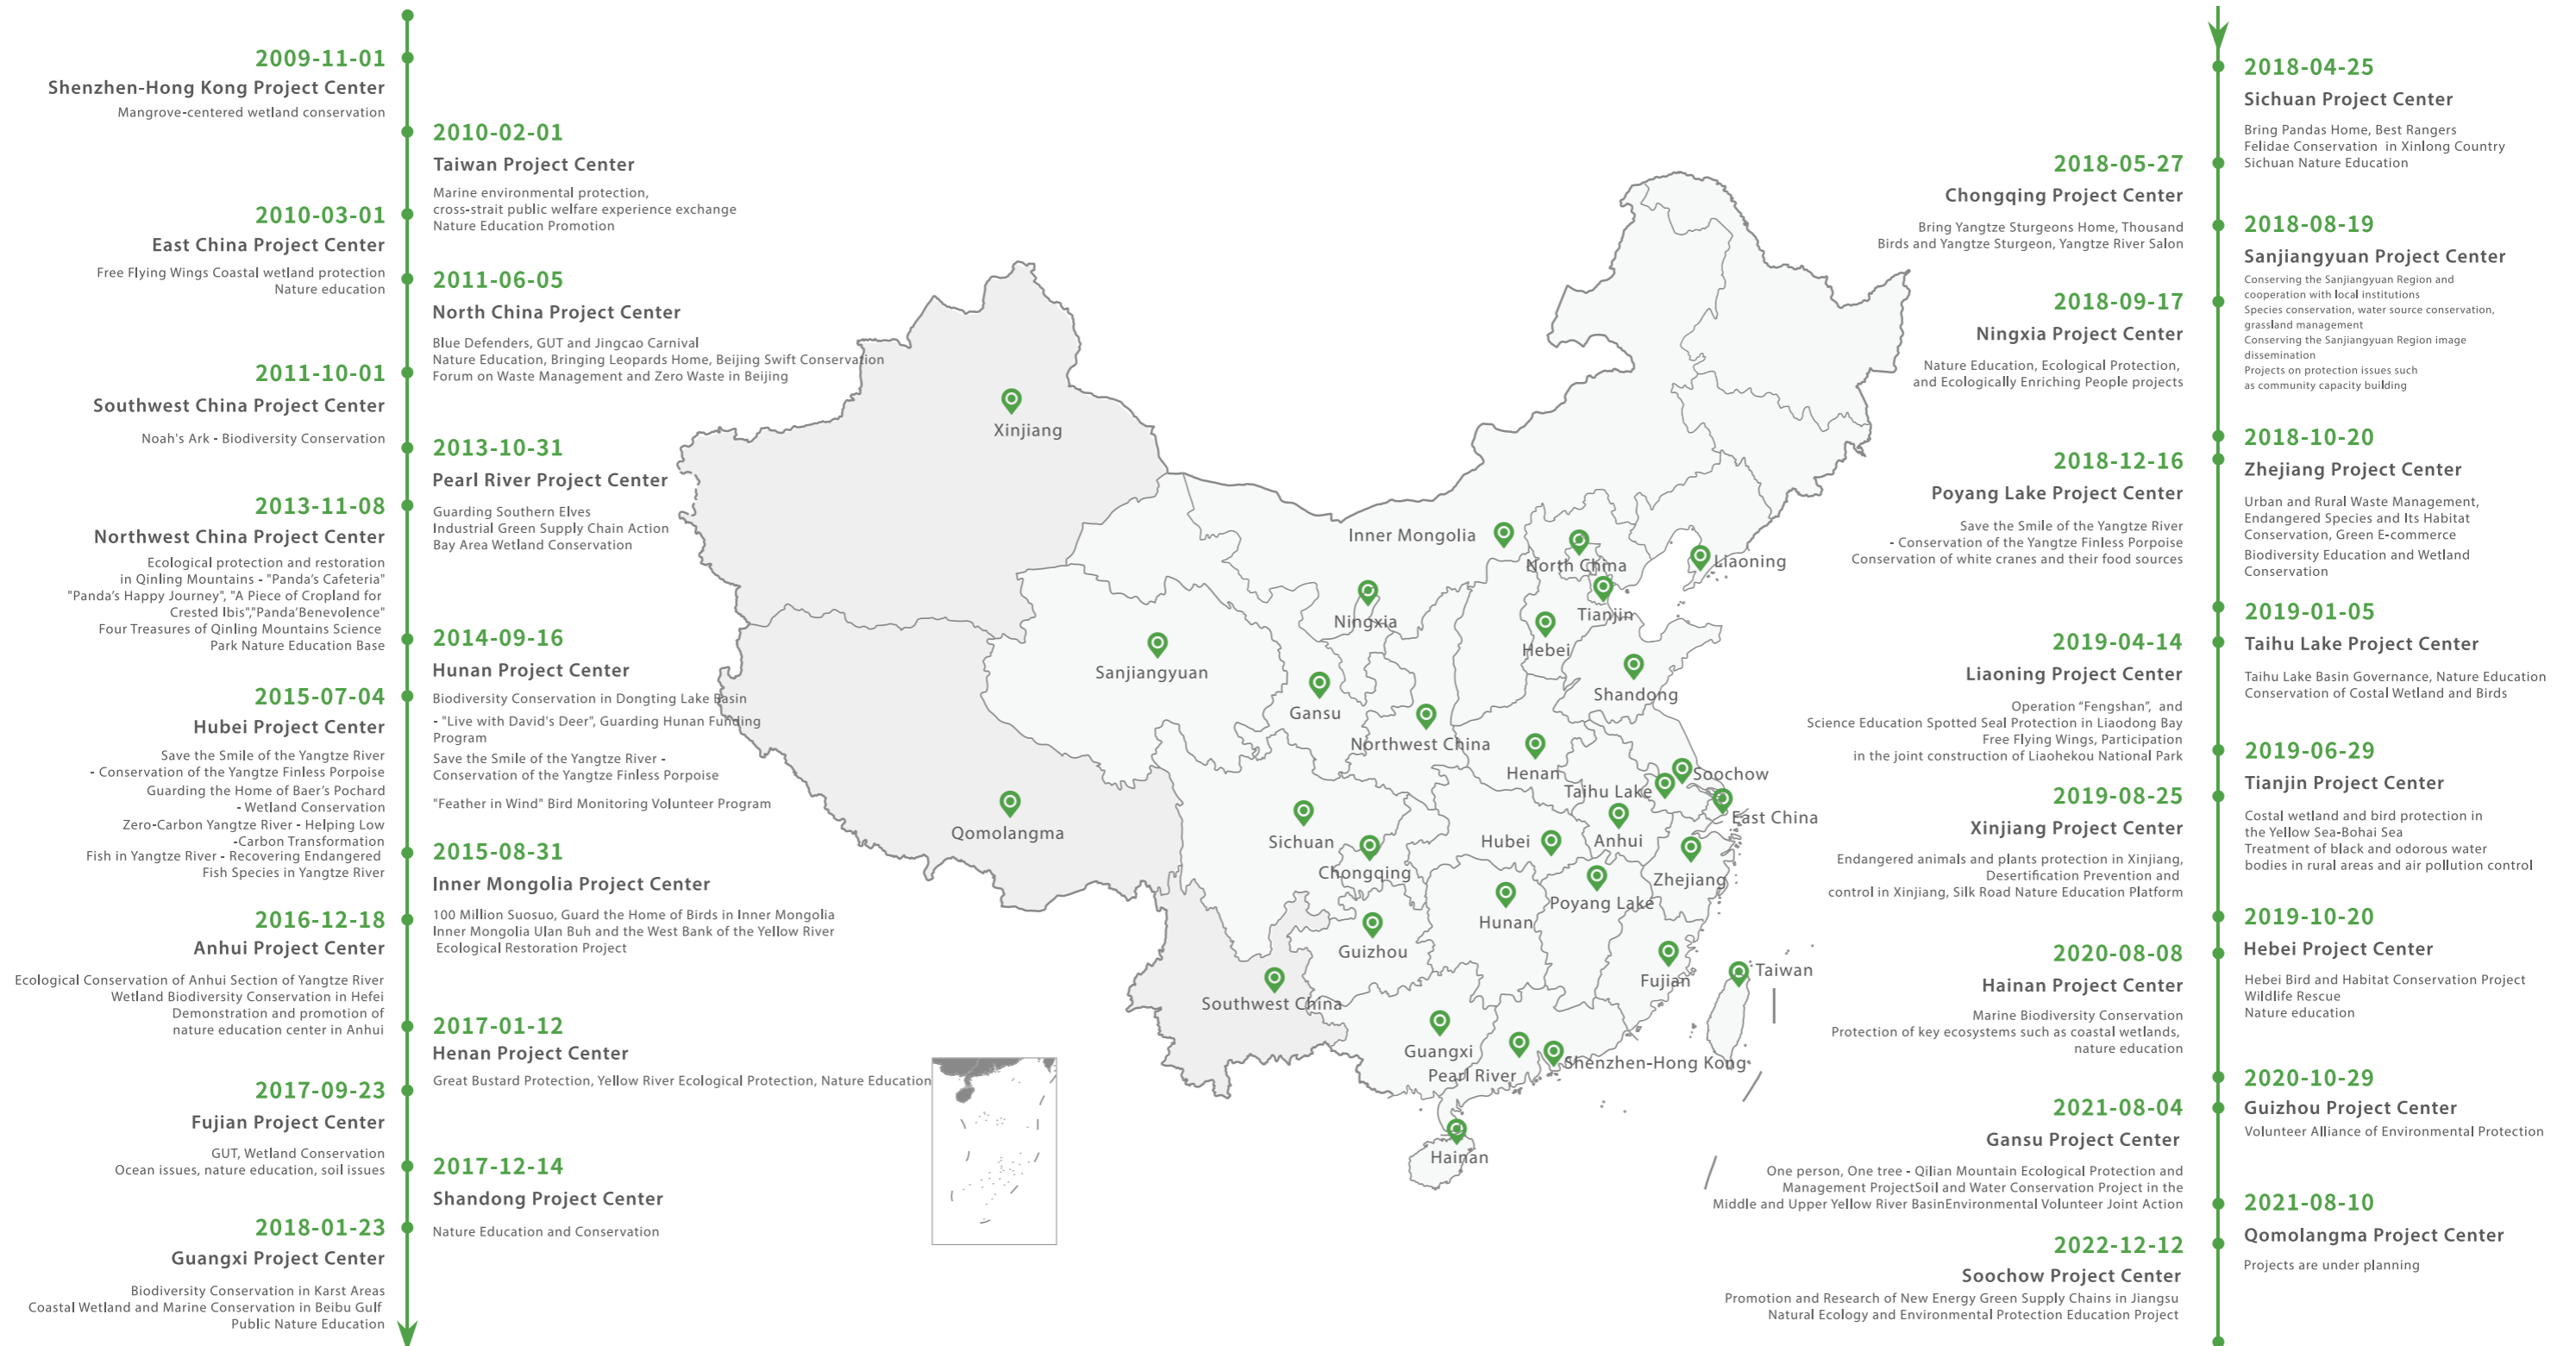 2009-11-01
Shenzhen-Hong Kong Project Center
Mangrove-centered wetland conservation
2010-02-01
Taiwan Project Center
Marine environmental protection,
cross-strait public welfare experience exchange
Nature Education Promotion
2010-03-01
East China Project Center
Free Flying Wings Coastal wetland protection
Nature education
2011-06-05
North China Project Center
Blue Defenders, GUT and Jingcao Carnival
Nature Education, Bringing Leopards Home, Beijing Swift Conservation
Forum on Waste Management and Zero Waste in Beijing
2011-10-01
Southwest China Project Center
Noah's Ark - Biodiversity Conservation
2013-10-31
Pearl River Project Center
Guarding Southern Elves
Industrial Green Supply Chain Action
Bay Area Wetland Conservation
2013-11-08
Northwest China Project Center
Ecological protection and restoration
in Qinling Mountains - "Panda's Cafeteria"
"Panda's Happy Journey", "A Piece of Cropland for
Crested Ibis","Panda'Benevolence"
Four Treasures of Qinling Mountains Science
Park Nature Education Base
2014-09-16
Hunan Project Center
Biodiversity Conservation in Dongting Lake Basin
- "Live with David's Deer", Guarding Hunan Funding
Program
Save the Smile of the Yangtze River -
Conservation of the Yangtze Finless Porpoise
"Feather in Wind" Bird Monitoring Volunteer Program
2015-07-04
Hubei Project Center
Save the Smile of the Yangtze River
- Conservation of the Yangtze Finless Porpoise
Guarding the Home of Baer's Pochard
- Wetland Conservation
Zero-Carbon Yangtze River - Helping Low
-Carbon Transformation
Fish in Yangtze River - Recovering Endangered
Fish Species in Yangtze River
2015-08-31
Inner Mongolia Project Center
100 Million Suosuo, Guard the Home of Birds in Inner Mongolia
Inner Mongolia Ulan Buh and the West Bank of the Yellow River
Ecological Restoration Project
2016-12-18
Anhui Project Center
Ecological Conservation of Anhui Section of Yangtze River
Wetland Biodiversity Conservation in Hefei
Demonstration and promotion of
nature education center in Anhui
2017-01-12
Henan Project Center
Great Bustard Protection, Yellow River Ecological Protection, Nature Education
2017-09-23
Fujian Project Center
GUT, Wetland Conservation
Ocean issues, nature education, soil issues
2017-12-14
Shandong Project Center
Nature Education and Conservation
2018-01-23
Guangxi Project Center
Biodiversity Conservation in Karst Areas
Coastal Wetland and Marine Conservation in Beibu Gulf
Public Nature Education
Xinjiang
Inner Mongolia
North China
Liaoning
Tianjin
Ningxia
Hebei
Sanjiangyuan
Shandong
Gansu
Northwest China
Henan
Soochow
Taihu Lake
East China
Qomolangma
Sichuan
Hubei
Anhui
Chongqing
Zhejiang
Poyang Lake
Hunan
Guizhou
Fujian
Taiwan
Southwest China
Guangxi
Shenzhen-Hong Kong
Pearl River
Hainan
2018-04-25
Sichuan Project Center
Bring Pandas Home, Best Rangers
Felidae Conservation in Xinlong Country
Sichuan Nature Education
2018-05-27
Chongqing Project Center
Bring Yangtze Sturgeons Home, Thousand
Birds and Yangtze Sturgeon, Yangtze River Salon
2018-08-19
Sanjiangyuan Project Center
Conserving the Sanjiangyuan Region and
cooperation with local institutions
Species conservation, water source conservation,
grassland management
Conserving the Sanjiangyuan Region image
dissemination
Projects on protection issues such
as community capacity building
2018-09-17
Ningxia Project Center
Nature Education, Ecological Protection,
and Ecologically Enriching People projects
2018-10-20
Zhejiang Project Center
Urban and Rural Waste Management,
Endangered Species and Its Habitat
Conservation, Green E-commerce
Biodiversity Education and Wetland
Conservation
2018-12-16
Poyang Lake Project Center
Save the Smile of the Yangtze River
- Conservation of the Yangtze Finless Porpoise
Conservation of white cranes and their food sources
2019-01-05
Taihu Lake Project Center
Taihu Lake Basin Governance, Nature Education
Conservation of Costal Wetland and Birds
2019-04-14
Liaoning Project Center
Operation "Fengshan", and
Science Education Spotted Seal Protection in Liaodong Bay
Free Flying Wings, Participation
in the joint construction of Liaohekou National Park
2019-06-29
Tianjin Project Center
Costal wetland and bird protection in
the Yellow Sea-Bohai Sea
Treatment of black and odorous water
bodies in rural areas and air pollution control
2019-08-25
Xinjiang Project Center
Endangered animals and plants protection in Xinjiang,
Desertification Prevention and
control in Xinjiang, Silk Road Nature Education Platform
2019-10-20
Hebei Project Center
Hebei Bird and Habitat Conservation Project
Wildlife Rescue
Nature education
2020-08-08
Hainan Project Center
Marine Biodiversity Conservation
Protection of key ecosystems such as coastal wetlands,
nature education
2020-10-29
Guizhou Project Center
Volunteer Alliance of Environmental Protection
2021-08-04
Gansu Project Center
One person, One tree - Qilian Mountain Ecological Protection and
Management ProjectSoil and Water Conservation Project in the
Middle and Upper Yellow River BasinEnvironmental Volunteer Joint Action
2021-08-10
Qomolangma Project Center
Projects are under planning
2022-12-12
Soochow Project Center
Promotion and Research of New Energy Green Supply Chains in Jiangsu
Natural Ecology and Environmental Protection Education Project